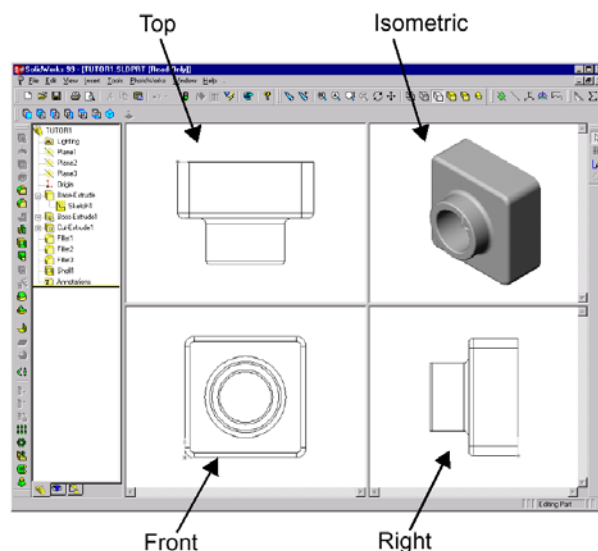 Top Isometric
SolidWorks 99 - [TUTOR1.SLDPRT [Read Only]]
File Edit View Insert Tools PhotoWorks Window Help
TUTOR1
Lighting
Plane1
Plane2
Plane3
Origin
Base-Extrude
Sketch1
Boss-Extrude1
Cut-Extrude1
Fillet1
Fillet2
Fillet3
Shell1
Annotations
Editing Part
Front Right